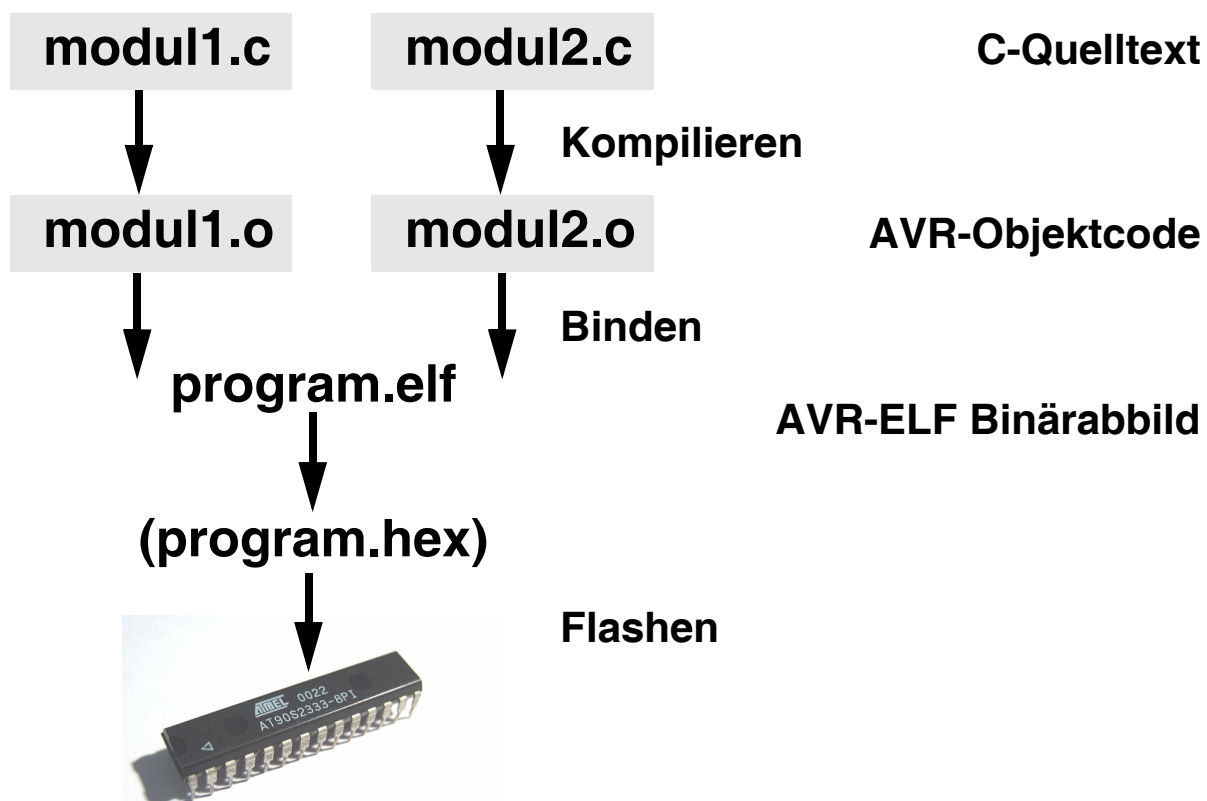 modul1.c modul2.c C-Quelltext
Kompilieren
modul1.o modul2.o AVR-Objektcode
Binden
program.elf
AVR-ELF Binärabbild
(program.hex)
Flashen
ATMEL 0022
AT90S2333-8PI